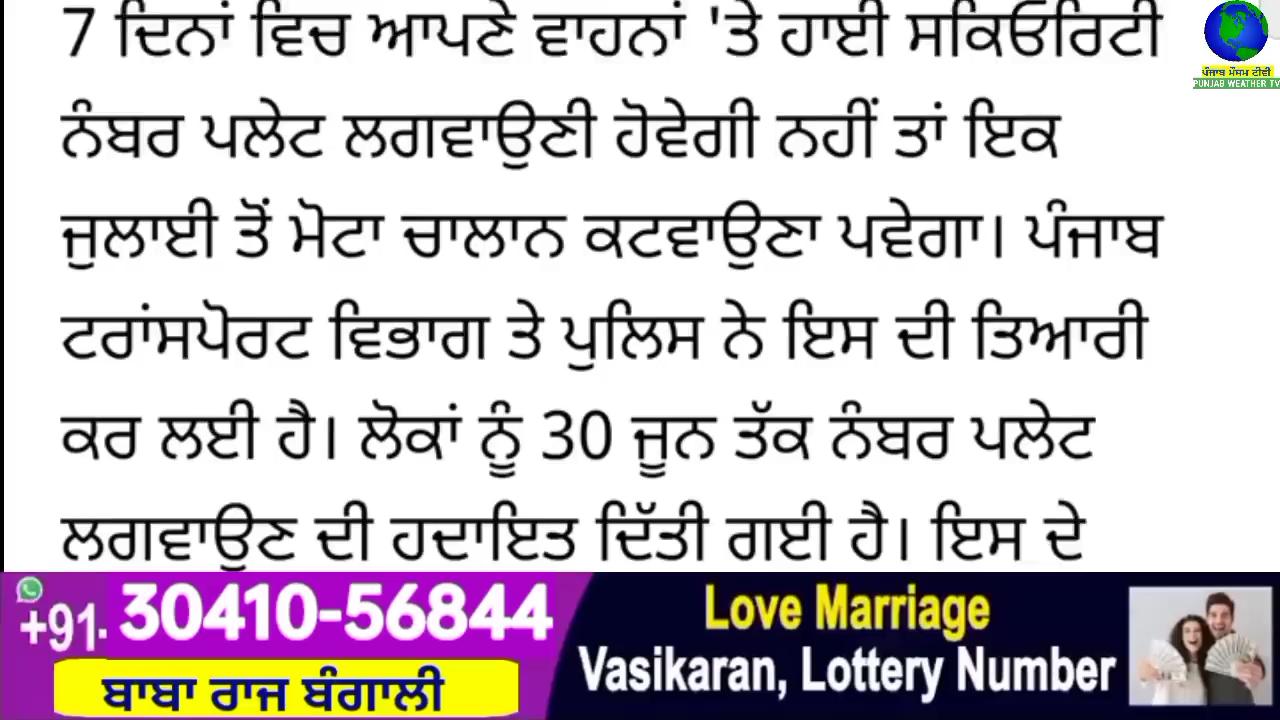 7 ਦਿਨਾਂ ਵਿਚ ਆਪਣੇ ਵਾਹਨਾਂ 'ਤੇ ਹਾਈ ਸਕਿਓਰਿਟੀ
ਨੰਬਰ ਪਲੇਟ ਲਗਵਾਉਣੀ ਹੋਵੇਗੀ ਨਹੀਂ ਤਾਂ ਇਕ
ਜੁਲਾਈ ਤੋਂ ਮੋਟਾ ਚਾਲਾਨ ਕਟਵਾਉਣਾ ਪਵੇਗਾ। ਪੰਜਾਬ
ਟਰਾਂਸਪੋਰਟ ਵਿਭਾਗ ਤੇ ਪੁਲਿਸ ਨੇ ਇਸ ਦੀ ਤਿਆਰੀ
ਕਰ ਲਈ ਹੈ। ਲੋਕਾਂ ਨੂੰ 30 ਜੂਨ ਤੱਕ ਨੰਬਰ ਪਲੇਟ
ਲਗਵਾਉਣ ਦੀ ਹਦਾਇਤ ਦਿੱਤੀ ਗਈ ਹੈ। ਇਸ ਦੇ
ਪੰਜਾਬ ਮੌਸਮ ਟੀਵੀ
PUNJAB WEATHER TV
+91- 30410-56844
ਬਾਬਾ ਰਾਜ ਬੰਗਾਲੀ
Love Marriage
Vasikaran, Lottery Number